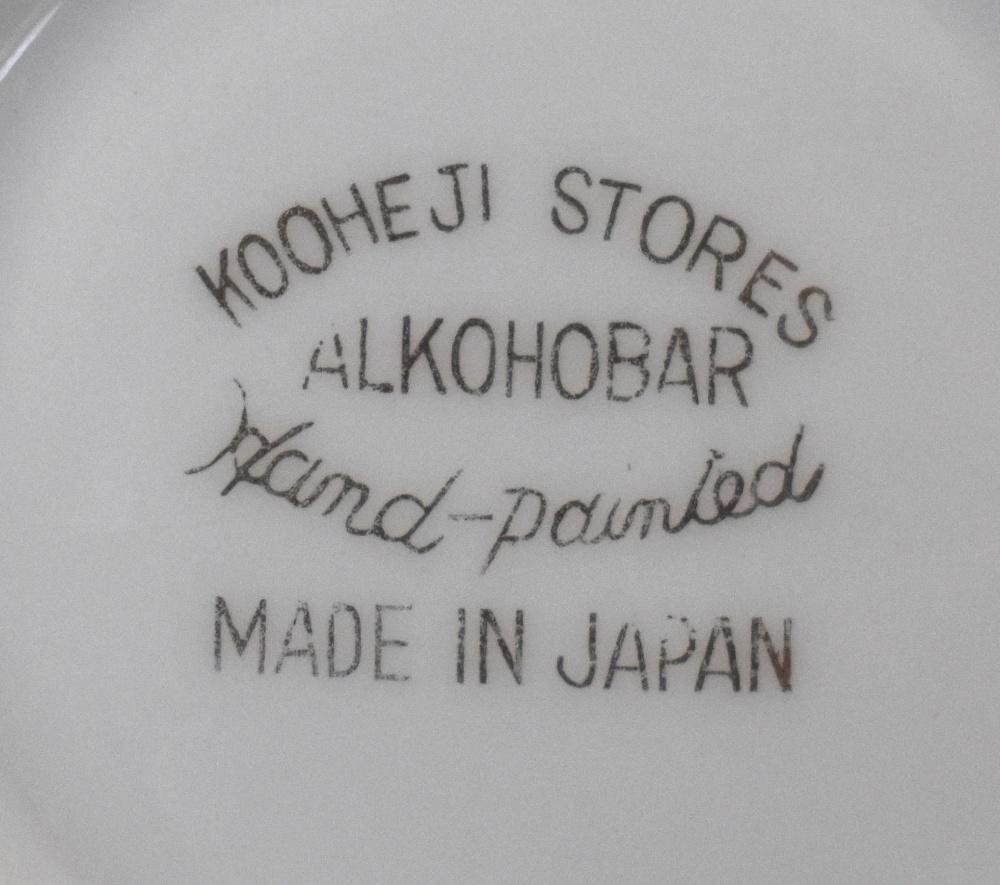 KOOHEJI STORES
ALKOHOBAR
Hand-painted
MADE IN JAPAN